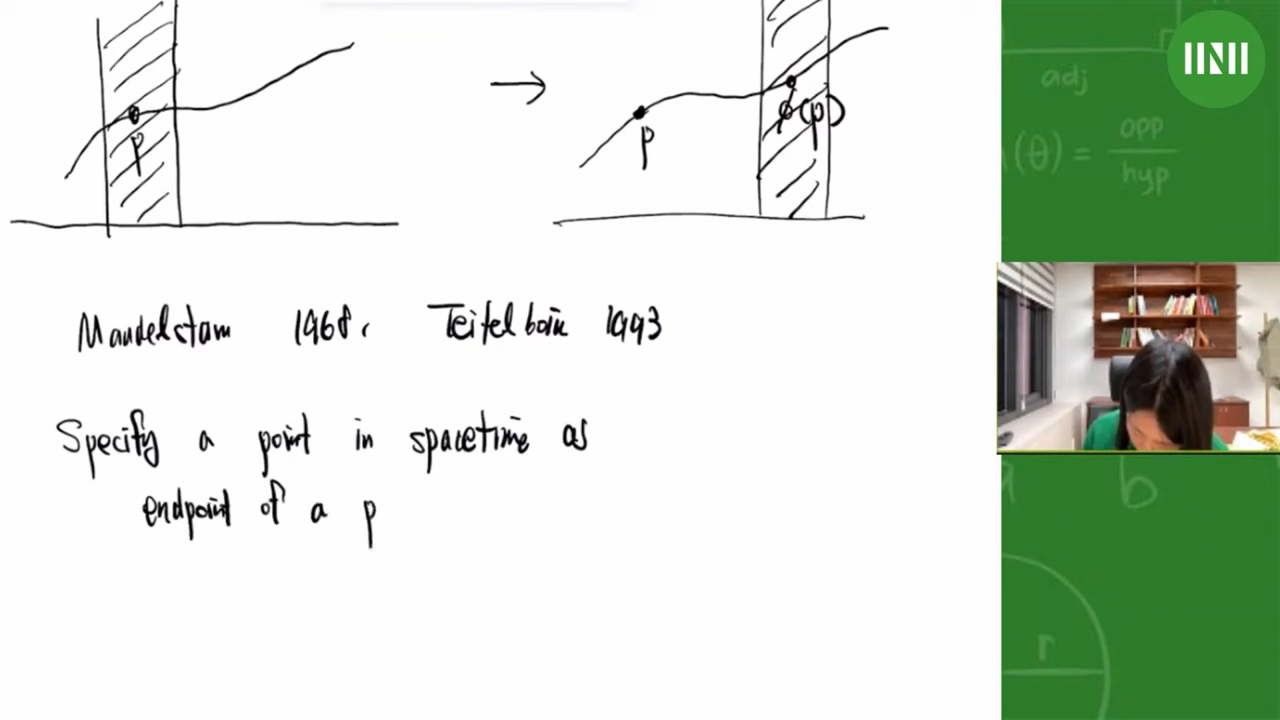 p → p φ(p)
Mandelstam 1968, Teitelboim 1993
Specify a point in spacetime as
endpoint of a p
adj
(θ) = opp
hyp
b
r